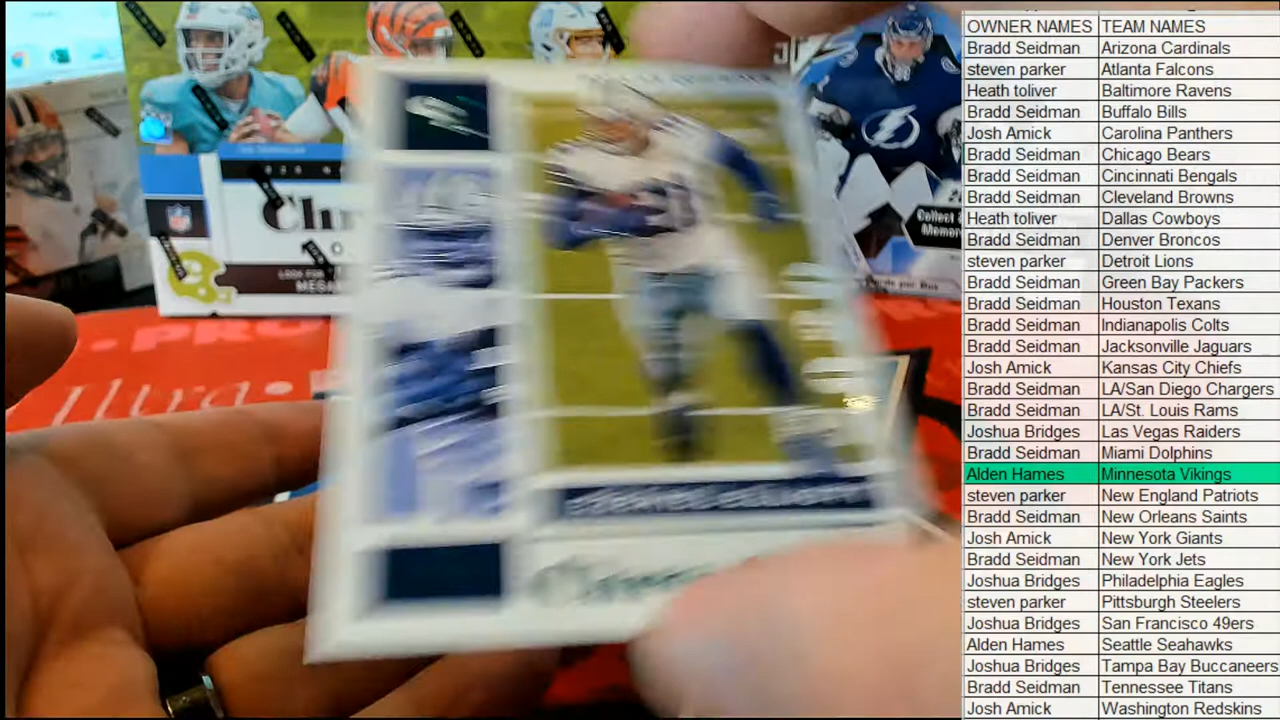 OWNER NAMES TEAM NAMES
Bradd Seidman Arizona Cardinals
steven parker Atlanta Falcons
Heath toliver Baltimore Ravens
Bradd Seidman Buffalo Bills
Josh Amick Carolina Panthers
Bradd Seidman Chicago Bears
Bradd Seidman Cincinnati Bengals
Bradd Seidman Cleveland Browns
Heath toliver Dallas Cowboys
Bradd Seidman Denver Broncos
steven parker Detroit Lions
Bradd Seidman Green Bay Packers
Bradd Seidman Houston Texans
Bradd Seidman Indianapolis Colts
Bradd Seidman Jacksonville Jaguars
Josh Amick Kansas City Chiefs
Bradd Seidman LA/San Diego Chargers
Bradd Seidman LA/St. Louis Rams
Joshua Bridges Las Vegas Raiders
Bradd Seidman Miami Dolphins
Alden Hames Minnesota Vikings
steven parker New England Patriots
Bradd Seidman New Orleans Saints
Josh Amick New York Giants
Bradd Seidman New York Jets
Joshua Bridges Philadelphia Eagles
steven parker Pittsburgh Steelers
Joshua Bridges San Francisco 49ers
Alden Hames Seattle Seahawks
Joshua Bridges Tampa Bay Buccaneers
Bradd Seidman Tennessee Titans
Josh Amick Washington Redskins
NFL
Chr
LOOK FOR
Collect
PRO
Ultra